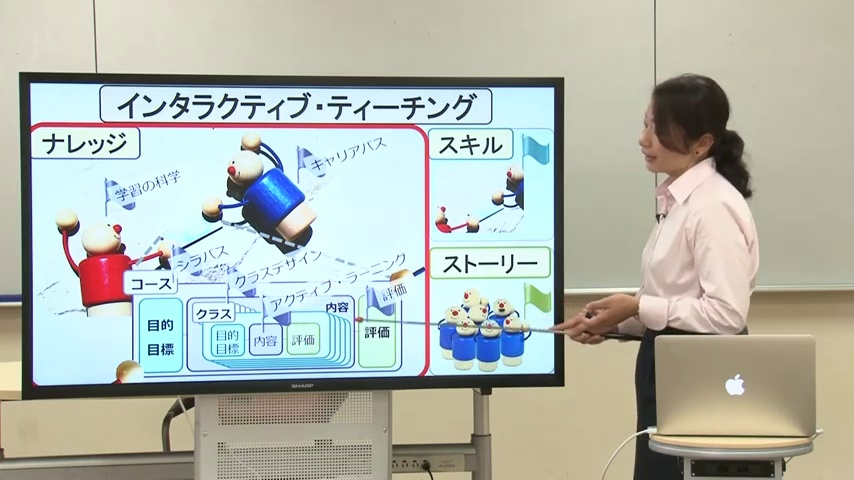 インタラクティブ・ティーチング
ナレッジ
スキル
キャリアパス
学習の科学
シラバス
クラスデザイン
アクティブ・ラーニング
評価
ストーリー
コース
目的
目標
クラス
内容
目的
目標
内容
評価
評価
SHARP